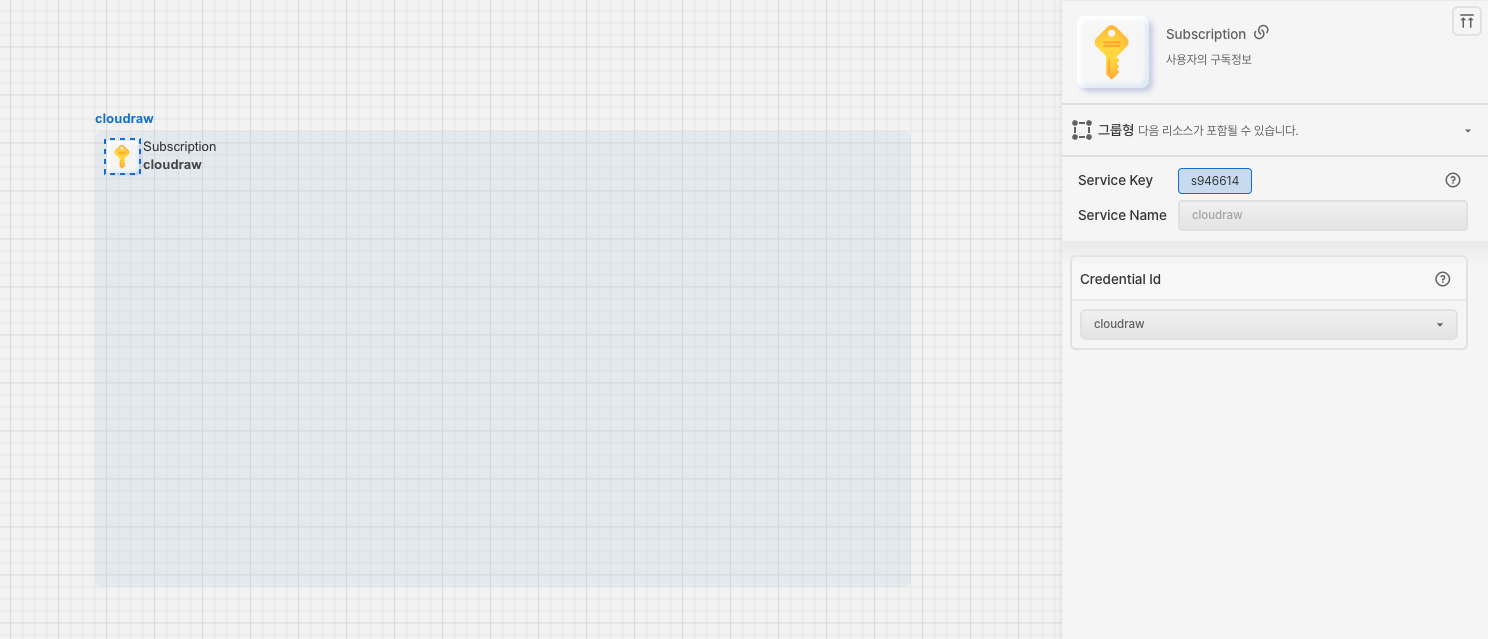 cloudraw
Subscription
cloudraw
Subscription
사용자의 구독정보
그룹형 다음 리소스가 포함될 수 있습니다.
Service Key s946614
Service Name cloudraw
Credential Id
cloudraw